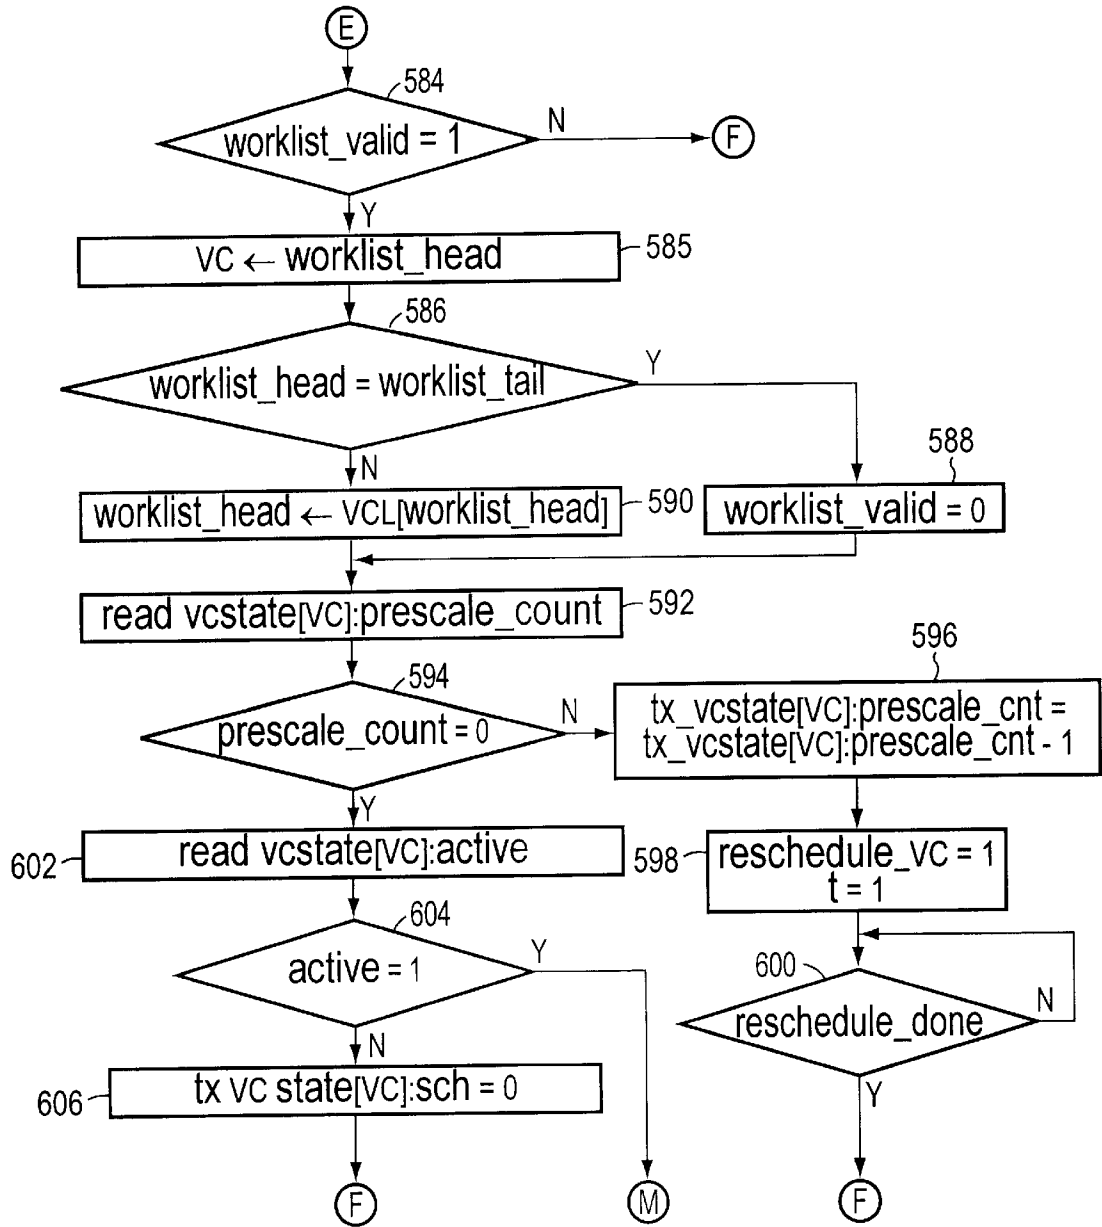 E
584
worklist_valid = 1
N
F
Y
VC ← worklist_head
585
586
worklist_head = worklist_tail
Y
N
588
worklist_head ← VCL[worklist_head]
590
worklist_valid = 0
read vcstate[VC]:prescale_count
592
594
prescale_count = 0
N
596
tx_vcstate[VC]:prescale_cnt =
tx_vcstate[VC]:prescale_cnt - 1
Y
602
read vcstate[VC]:active
598
reschedule_VC = 1
t = 1
604
active = 1
Y
N
600
reschedule_done
N
Y
606
tx VC state[VC]:sch = 0
F
M
F